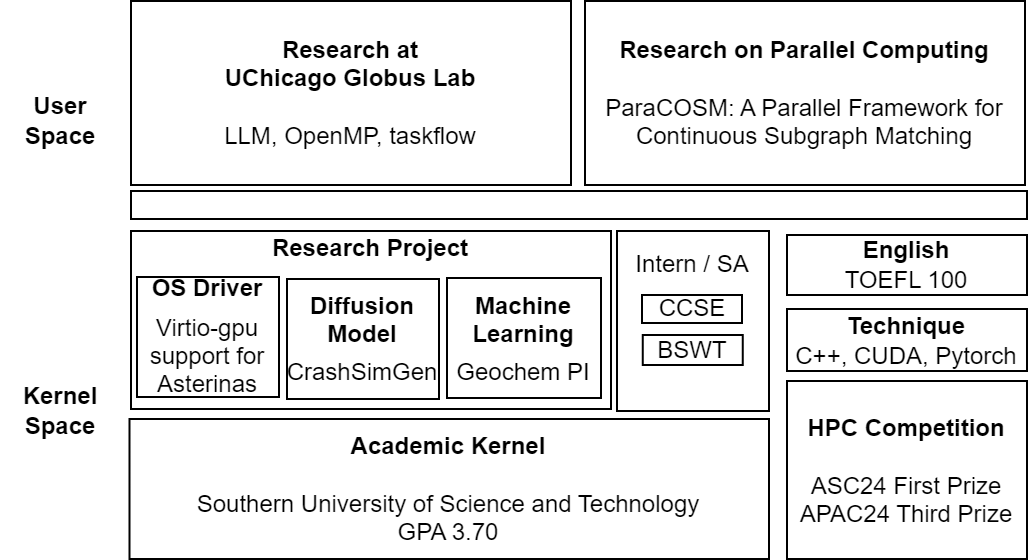 User
Space
Research at
UChicago Globus Lab
LLM, OpenMP, taskflow
Research on Parallel Computing
ParaCOSM: A Parallel Framework for
Continuous Subgraph Matching
Kernel
Space
Research Project
OS Driver
Virtio-gpu
support for
Asterinas
Diffusion
Model
CrashSimGen
Machine
Learning
Geochem PI
Intern / SA
CCSE
BSWT
English
TOEFL 100
Technique
C++, CUDA, Pytorch
HPC Competition
ASC24 First Prize
APAC24 Third Prize
Academic Kernel
Southern University of Science and Technology
GPA 3.70